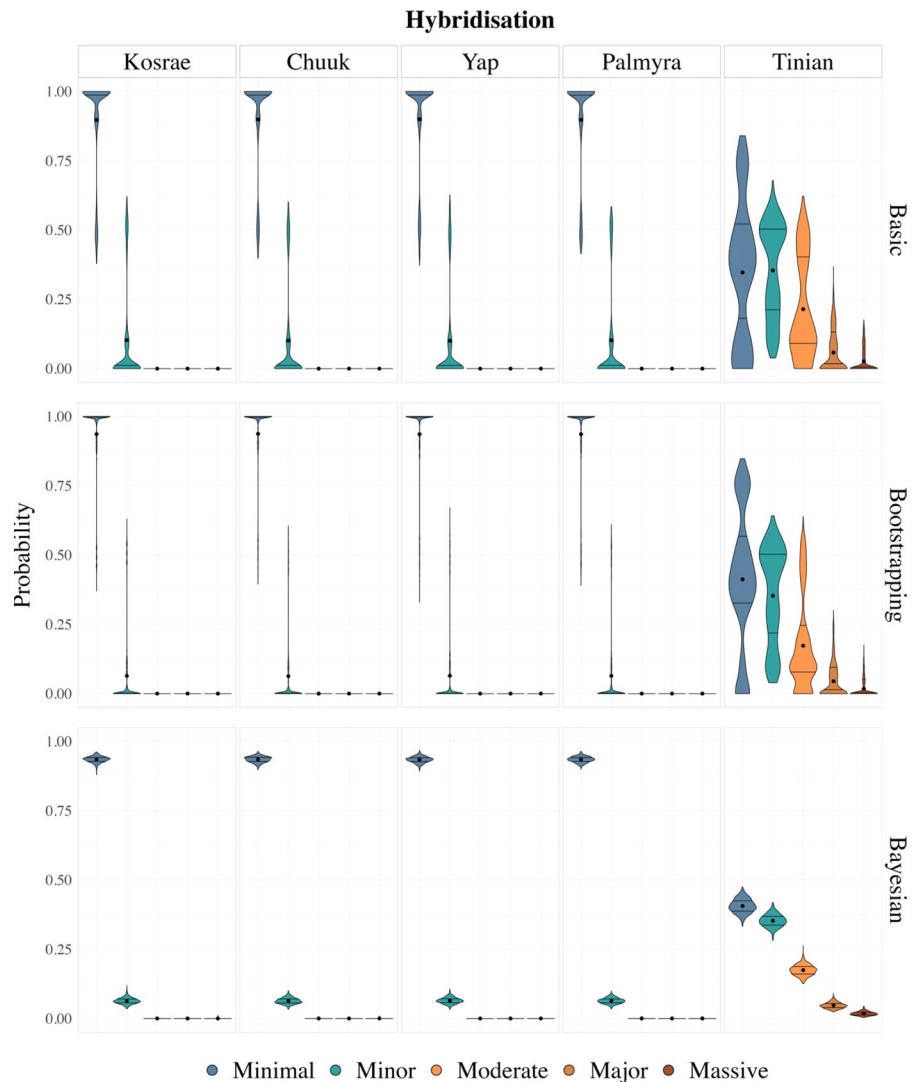 Hybridisation
Kosrae Chuuk Yap Palmyra Tinian
1.00
0.75
0.50
0.25
0.00
Basic
1.00
0.75
0.50
0.25
0.00
Bootstrapping
Probability
1.00
0.75
0.50
0.25
0.00
Bayesian
Minimal Minor Moderate Major Massive